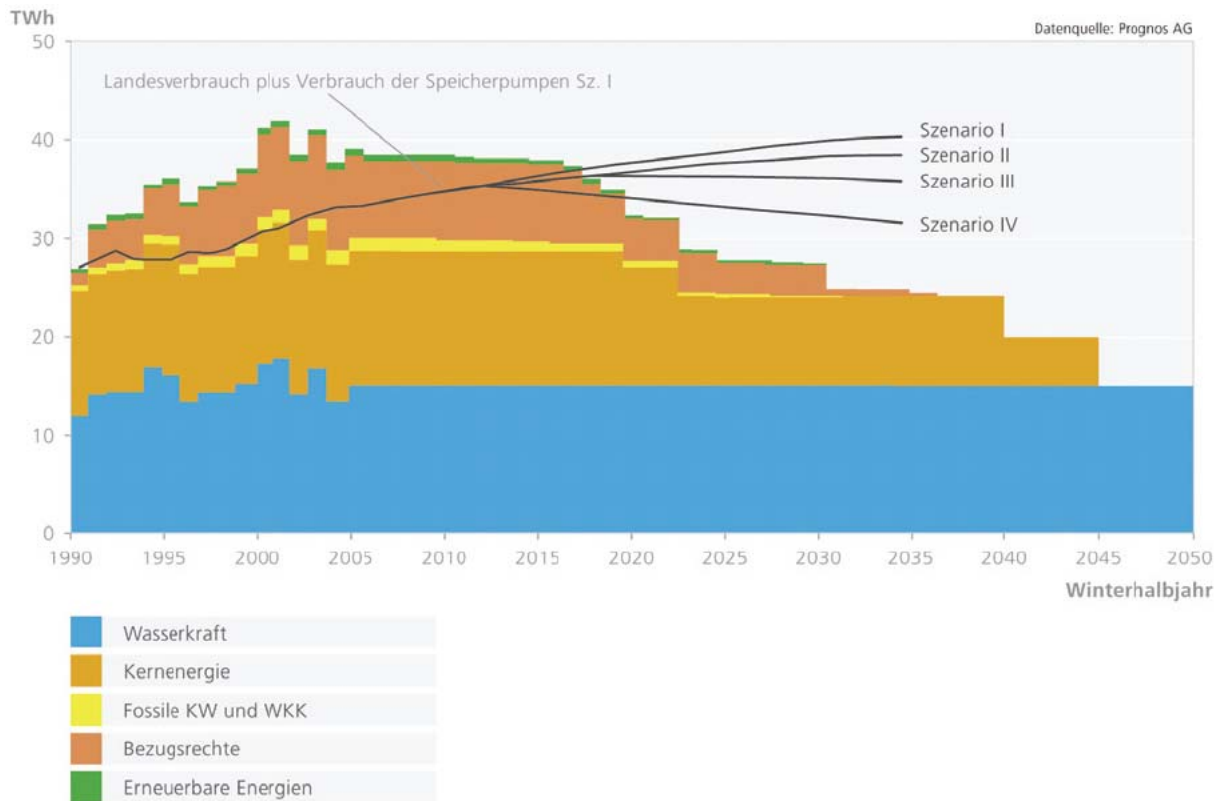 TWh
Datenquelle: Prognos AG
50
Landesverbrauch plus Verbrauch der Speicherpumpen Sz. I
40
Szenario I
Szenario II
Szenario III
30
Szenario IV
20
10
0
1990 1995 2000 2005 2010 2015 2020 2025 2030 2035 2040 2045 2050
Winterhalbjahr
Wasserkraft
Kernenergie
Fossile KW und WKK
Bezugsrechte
Erneuerbare Energien